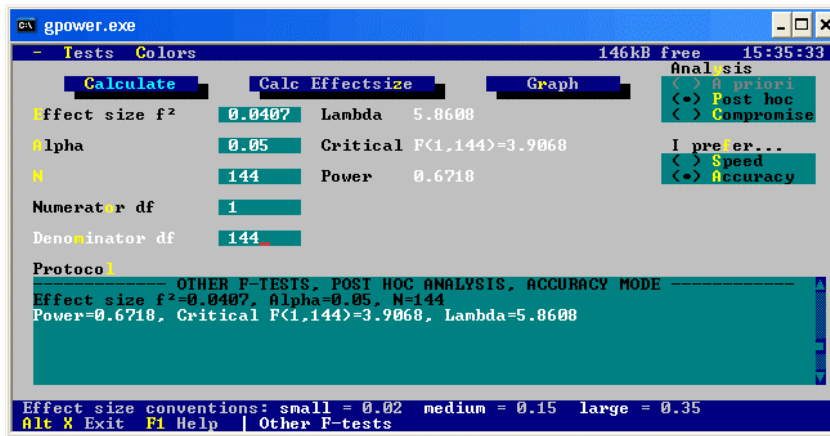 gpower.exe
- Tests Colors 146kB free 15:35:33
Analysis
Calculate Calc Effectsize Graph ( ) A priori
(•) Post hoc
Effect size f² 0.0407 Lambda 5.8608 ( ) Compromise
Alpha 0.05 Critical F(1,144)=3.9068 I prefer...
( ) Speed
N 144 Power 0.6718 (•) Accuracy
Numerator df 1
Denominator df 144_
Protocol
------------- OTHER F-TESTS, POST HOC ANALYSIS, ACCURACY MODE ------------
Effect size f²=0.0407, Alpha=0.05, N=144
Power=0.6718, Critical F(1,144)=3.9068, Lambda=5.8608
Effect size conventions: small = 0.02 medium = 0.15 large = 0.35
Alt X Exit F1 Help | Other F-tests